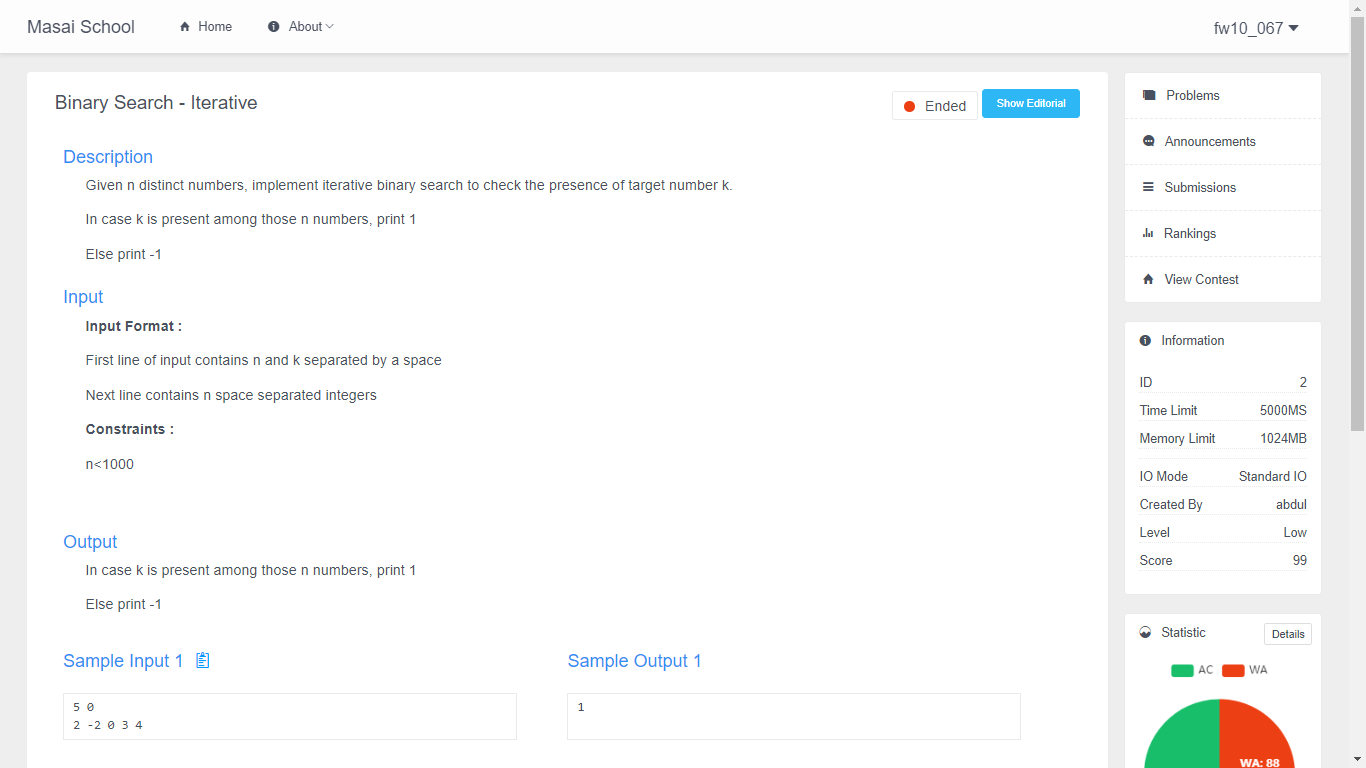 Masai School
Home
About
fw10_067
Binary Search - Iterative
Ended
Show Editorial
Description
Given n distinct numbers, implement iterative binary search to check the presence of target number k.
In case k is present among those n numbers, print 1
Else print -1
Input
Input Format :
First line of input contains n and k separated by a space
Next line contains n space separated integers
Constraints :
n<1000
Output
In case k is present among those n numbers, print 1
Else print -1
Sample Input 1
5 0
2 -2 0 3 4
Sample Output 1
1
Problems
Announcements
Submissions
Rankings
View Contest
Information
ID 2
Time Limit 5000MS
Memory Limit 1024MB
IO Mode Standard IO
Created By abdul
Level Low
Score 99
Statistic
Details
AC WA
WA: 88